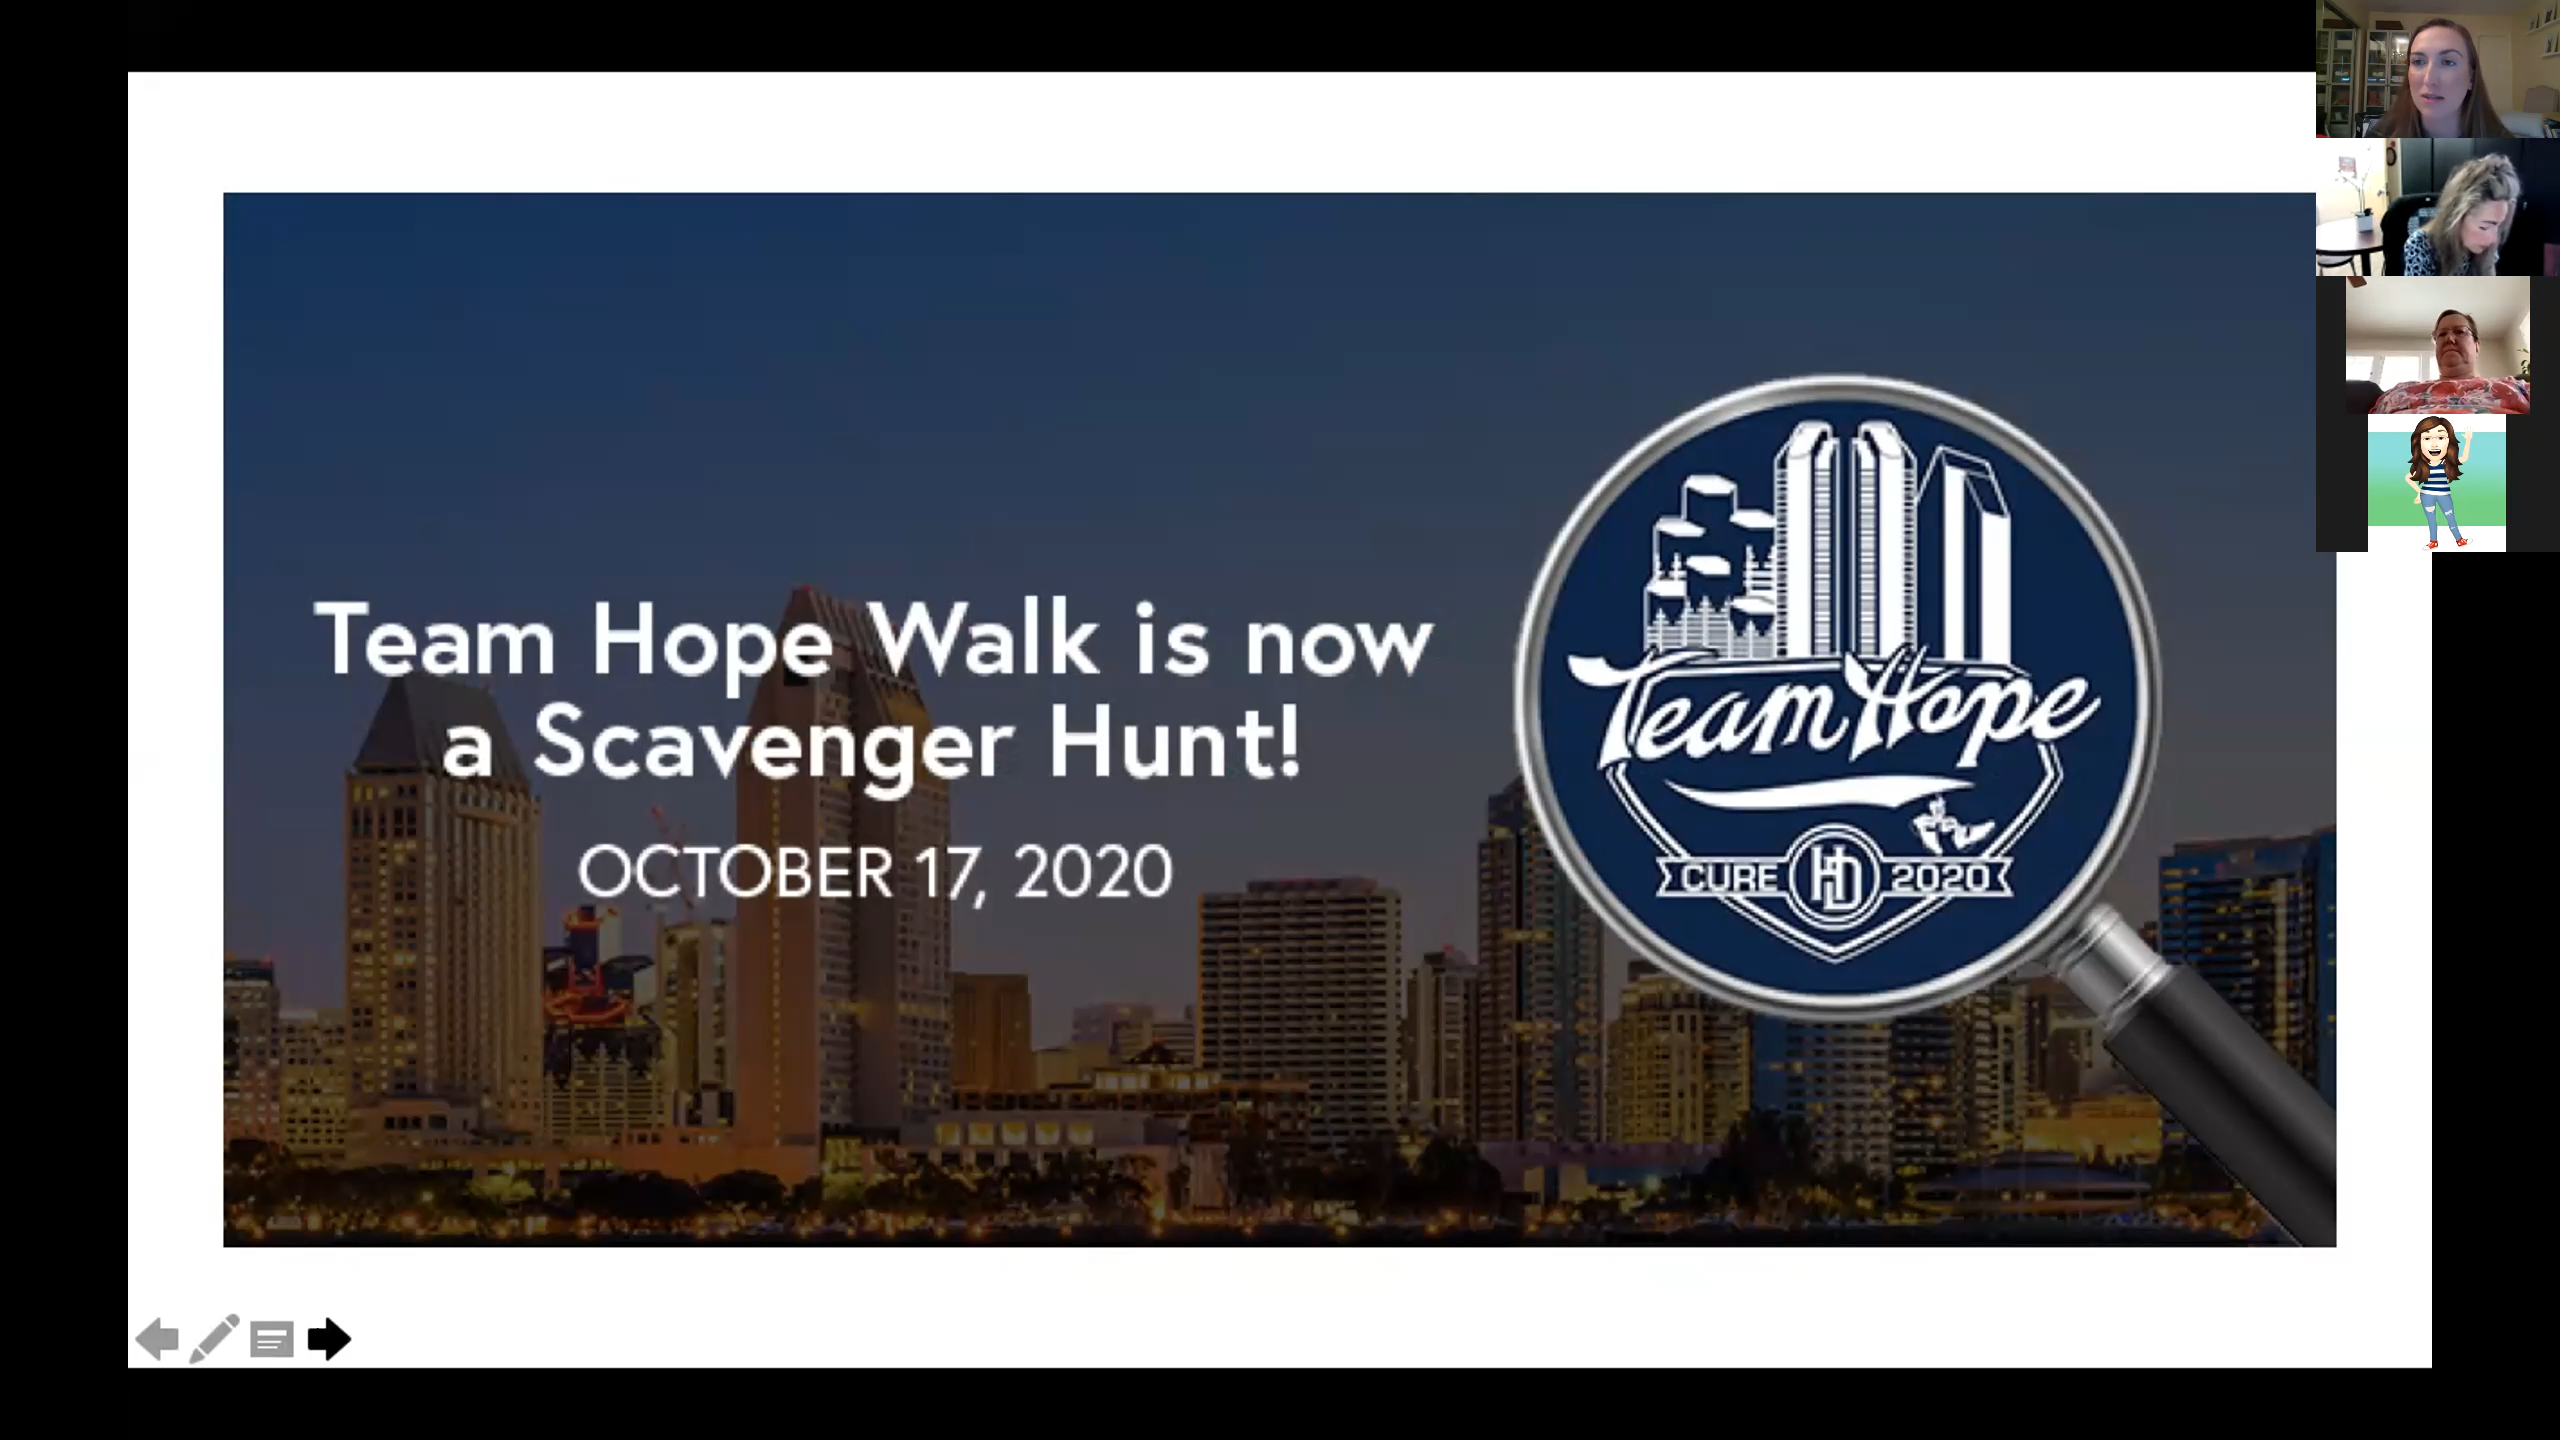 Team Hope Walk is now
a Scavenger Hunt!
OCTOBER 17, 2020
Team Hope
CURE HD 2020